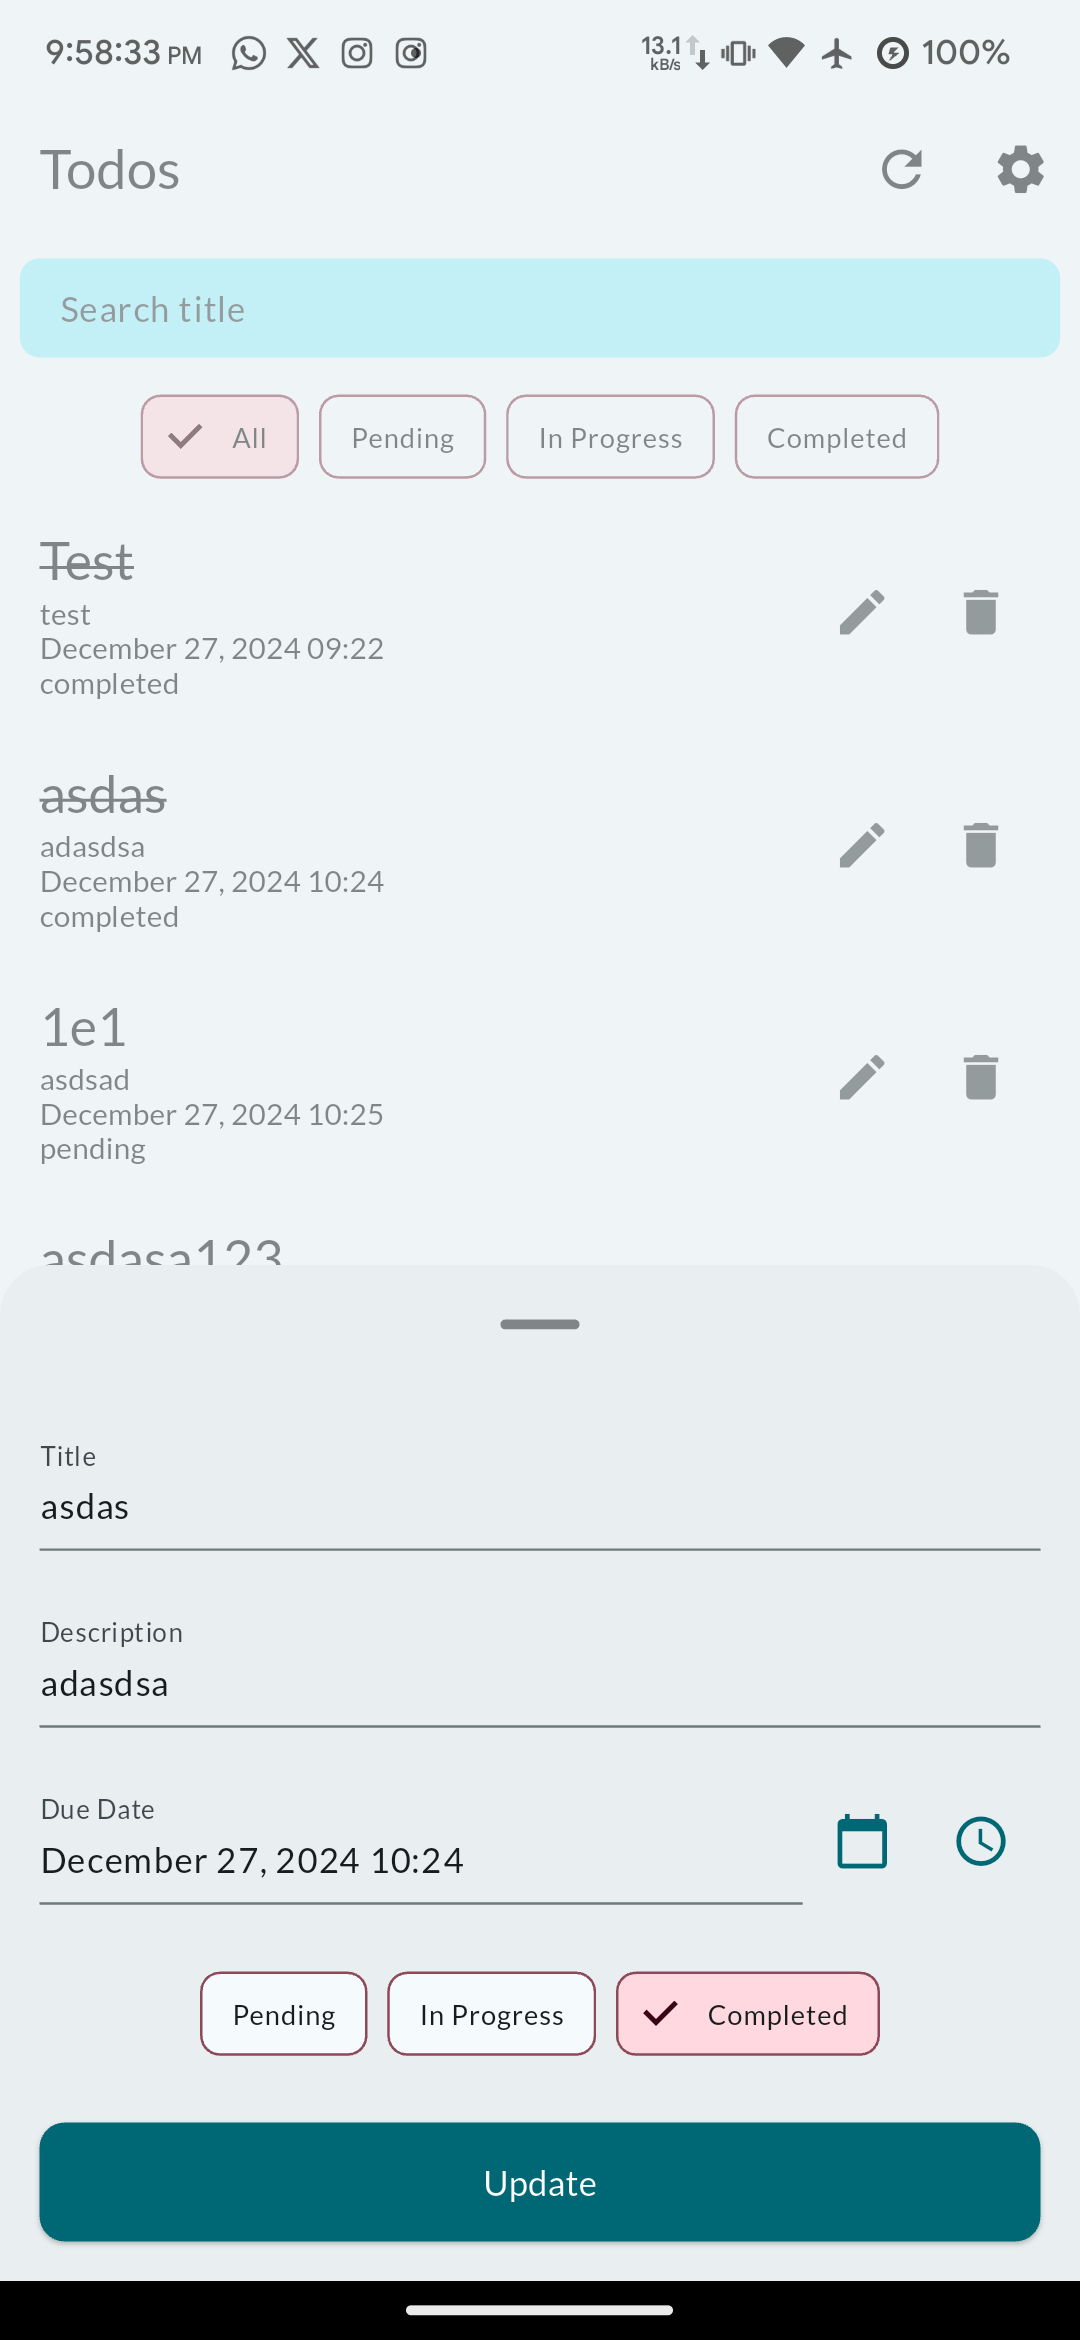 9:58:33 PM 13.1 kB/s 100%
Todos
Search title
All Pending In Progress Completed
Test
test
December 27, 2024 09:22
completed
asdas
adasdsa
December 27, 2024 10:24
completed
1e1
asdsad
December 27, 2024 10:25
pending
asdasa123
Title
asdas
Description
adasdsa
Due Date
December 27, 2024 10:24
Pending In Progress Completed
Update